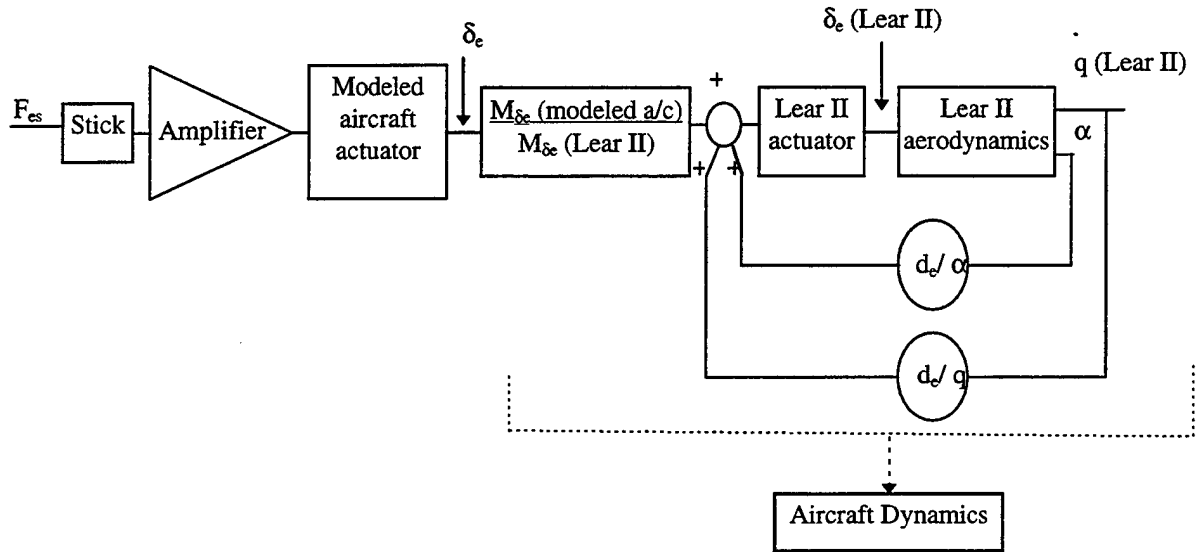 δe
δe (Lear II)
q (Lear II)
+
Fes
Stick
Amplifier
Modeled
aircraft
actuator
Mδe (modeled a/c)
Mδe (Lear II)
Lear II
actuator
Lear II
aerodynamics
α
+
+
de/ α
de/ q
Aircraft Dynamics